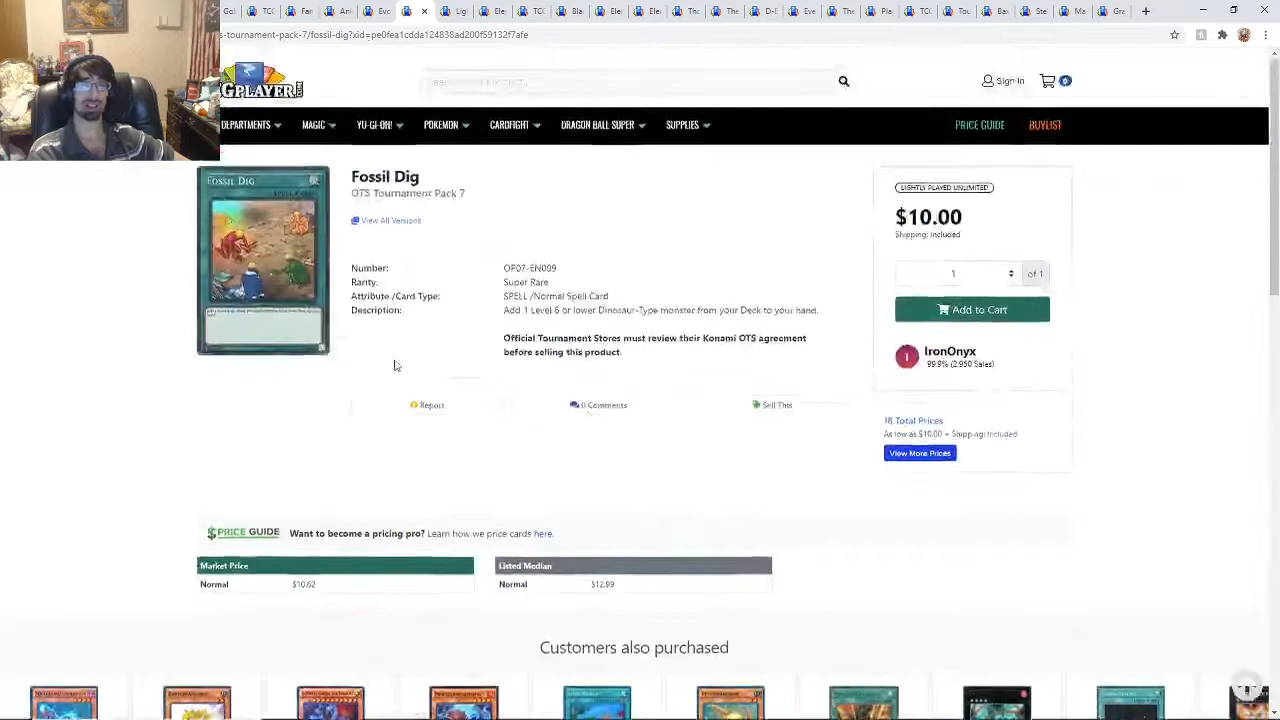 s-tournament-pack-7/fossil-dig?xid=pe0fea1cdda124838ad200f59132f7afe
GPLAYER
Sign-In
0
DEPARTMENTS
MAGIC
YU-GI-OH!
POKEMON
CARDFIGHT
DRAGON BALL SUPER
SUPPLIES
PRICE GUIDE
BUYLIST
FOSSIL DIG
Fossil Dig
OTS Tournament Pack 7
View All Versions
Number: OP07-EN009
Rarity: Super Rare
Attribute /Card Type: SPELL /Normal Spell Card
Description: Add 1 Level 6 or lower Dinosaur-Type monster from your Deck to your hand.
Official Tournament Stores must review their Konami OTS agreement
before selling this product.
Report
0 Comments
Sell This
LIGHTLY PLAYED UNLIMITED
$10.00
Shipping: Included
1 of 1
Add to Cart
I
IronOnyx
99.9% (2,950 Sales)
18 Total Prices
As low as $10.00 + Shipping: Included
View More Prices
PRICE GUIDE Want to become a pricing pro? Learn how we price cards here.
Market Price
Normal $10.62
Listed Median
Normal $12.99
Customers also purchased